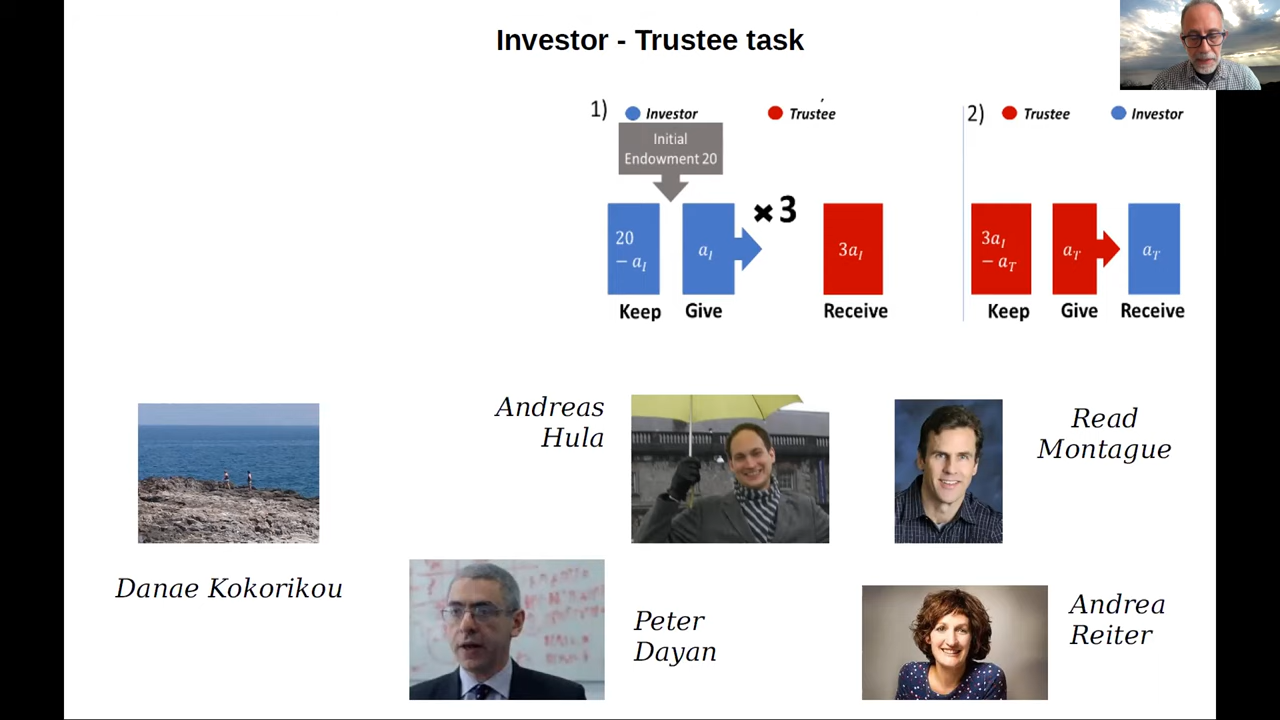 Investor - Trustee task
1) Investor Trustee
Initial
Endowment 20
20
− a_I
a_I
×3
3a_I
Keep Give Receive
2) Trustee Investor
3a_I
− a_T
a_T
a_T
Keep Give Receive
Andreas
Hula
Read
Montague
Danae Kokorikou
Peter
Dayan
Andrea
Reiter